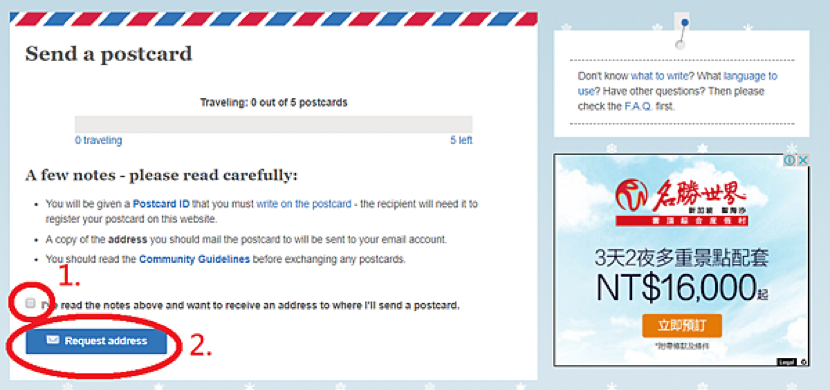 Send a postcard
Traveling: 0 out of 5 postcards
0 traveling
5 left
A few notes - please read carefully:
You will be given a Postcard ID that you must write on the postcard - the recipient will need it to
register your postcard on this website.
A copy of the address you should mail the postcard to will be sent to your email account.
You should read the Community Guidelines before exchanging any postcards.
1.
I've read the notes above and want to receive an address to where I'll send a postcard.
Request address
2.
Don't know what to write? What language to
use? Have other questions? Then please
check the F.A.Q. first.
名勝世界
新加坡 聖淘沙
3天2夜多重景點配套
NT$16,000起
立即預訂
*附帶條款及條件
Legal